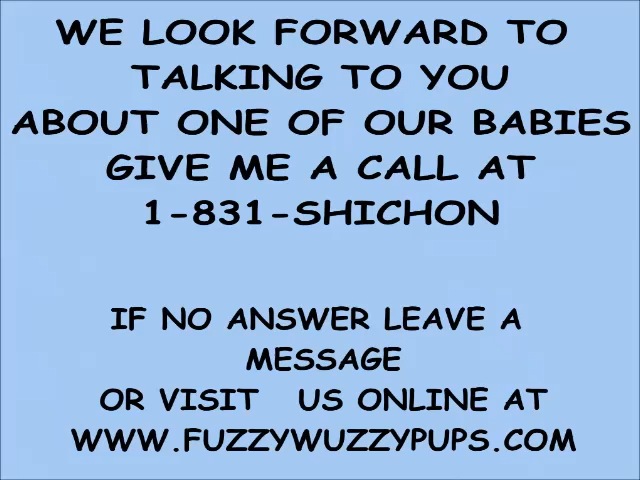 WE LOOK FORWARD TO
TALKING TO YOU
ABOUT ONE OF OUR BABIES
GIVE ME A CALL AT
1-831-SHICHON
IF NO ANSWER LEAVE A
MESSAGE
OR VISIT US ONLINE AT
WWW.FUZZYWUZZYPUPS.COM